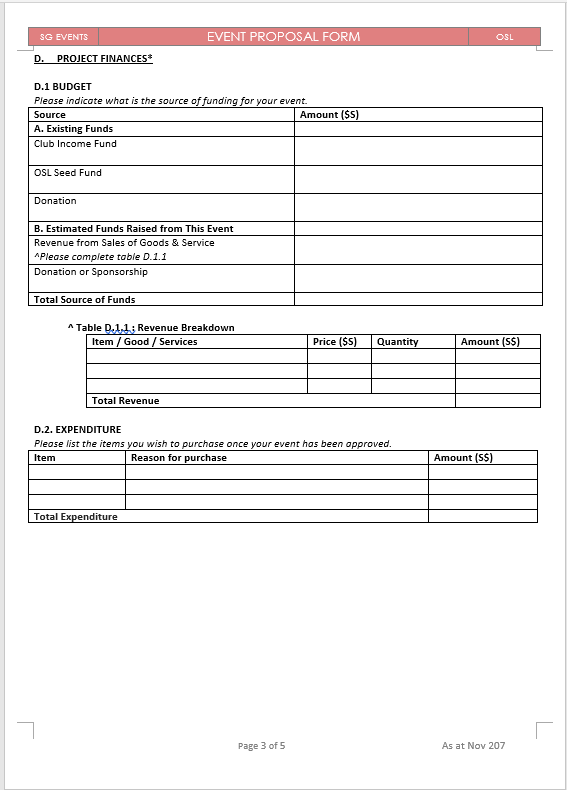 SG EVENTS EVENT PROPOSAL FORM OSL
D. PROJECT FINANCES*
D.1 BUDGET
Please indicate what is the source of funding for your event.
Source Amount ($S)
A. Existing Funds
Club Income Fund
OSL Seed Fund
Donation
B. Estimated Funds Raised from This Event
Revenue from Sales of Goods & Service
^Please complete table D.1.1
Donation or Sponsorship
Total Source of Funds
^ Table D.1.1 : Revenue Breakdown
Item / Good / Services Price ($S) Quantity Amount (S$)
Total Revenue
D.2. EXPENDITURE
Please list the items you wish to purchase once your event has been approved.
Item Reason for purchase Amount (S$)
Total Expenditure
Page 3 of 5 As at Nov 207